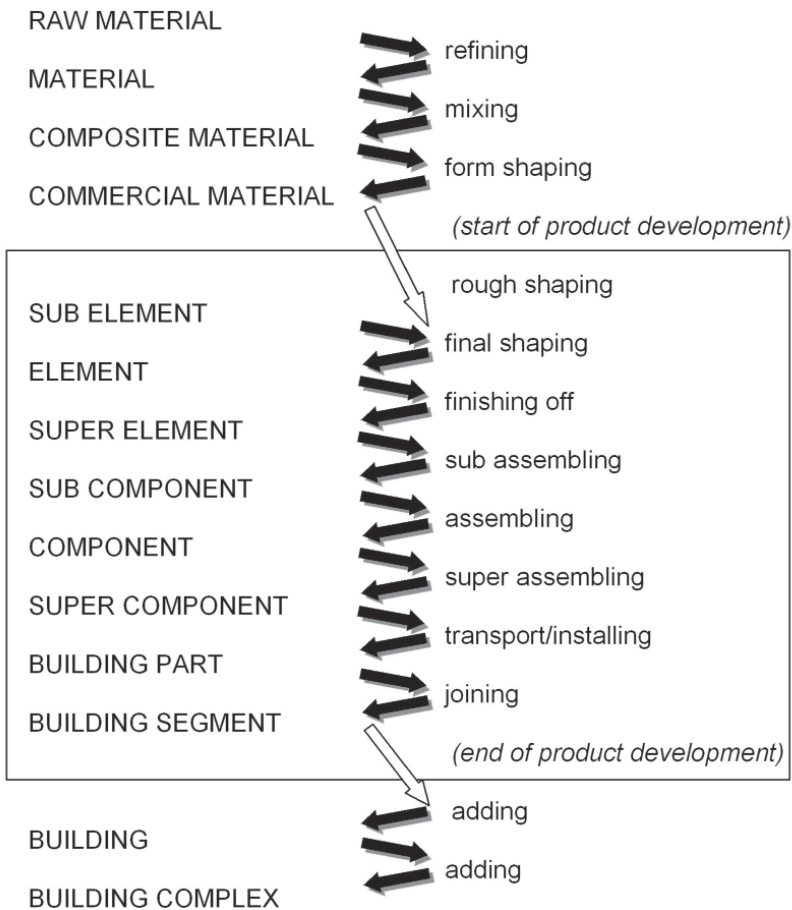 RAW MATERIAL
refining
MATERIAL
mixing
COMPOSITE MATERIAL
form shaping
COMMERCIAL MATERIAL
(start of product development)
rough shaping
SUB ELEMENT
final shaping
ELEMENT
finishing off
SUPER ELEMENT
sub assembling
SUB COMPONENT
assembling
COMPONENT
super assembling
SUPER COMPONENT
transport/installing
BUILDING PART
joining
BUILDING SEGMENT
(end of product development)
adding
BUILDING
adding
BUILDING COMPLEX